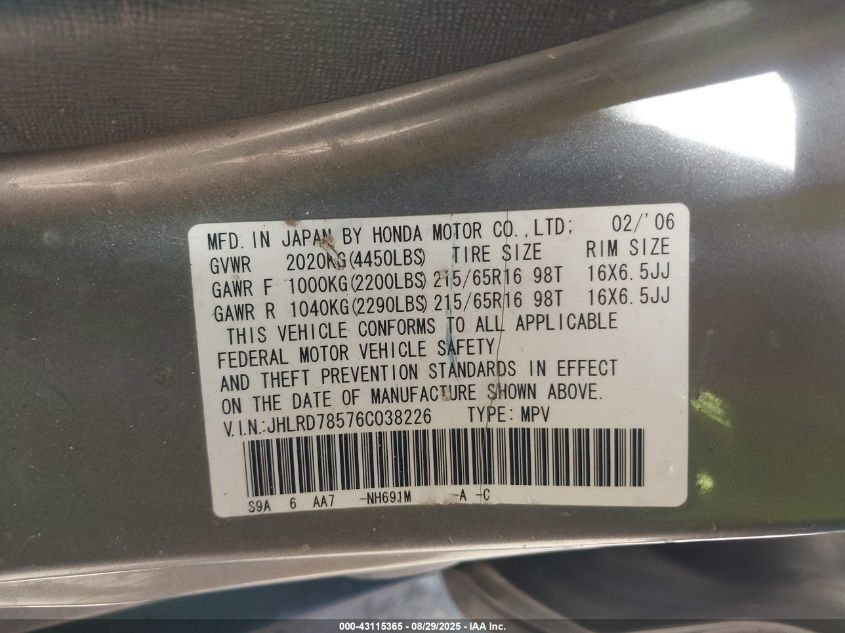 MFD. IN JAPAN BY HONDA MOTOR CO.,LTD; 02/'06
GVWR 2020KG(4450LBS) TIRE SIZE RIM SIZE
GAWR F 1000KG(2200LBS) 215/65R16 98T 16X6.5JJ
GAWR R 1040KG(2290LBS) 215/65R16 98T 16X6.5JJ
THIS VEHICLE CONFORMS TO ALL APPLICABLE
FEDERAL MOTOR VEHICLE SAFETY
AND THEFT PREVENTION STANDARDS IN EFFECT
ON THE DATE OF MANUFACTURE SHOWN ABOVE.
V.I.N.:JHLRD78576C038226 TYPE: MPV
S9A 6 AA7 -NH691M -A -C
000-43115365 - 08/29/2025 - IAA Inc.